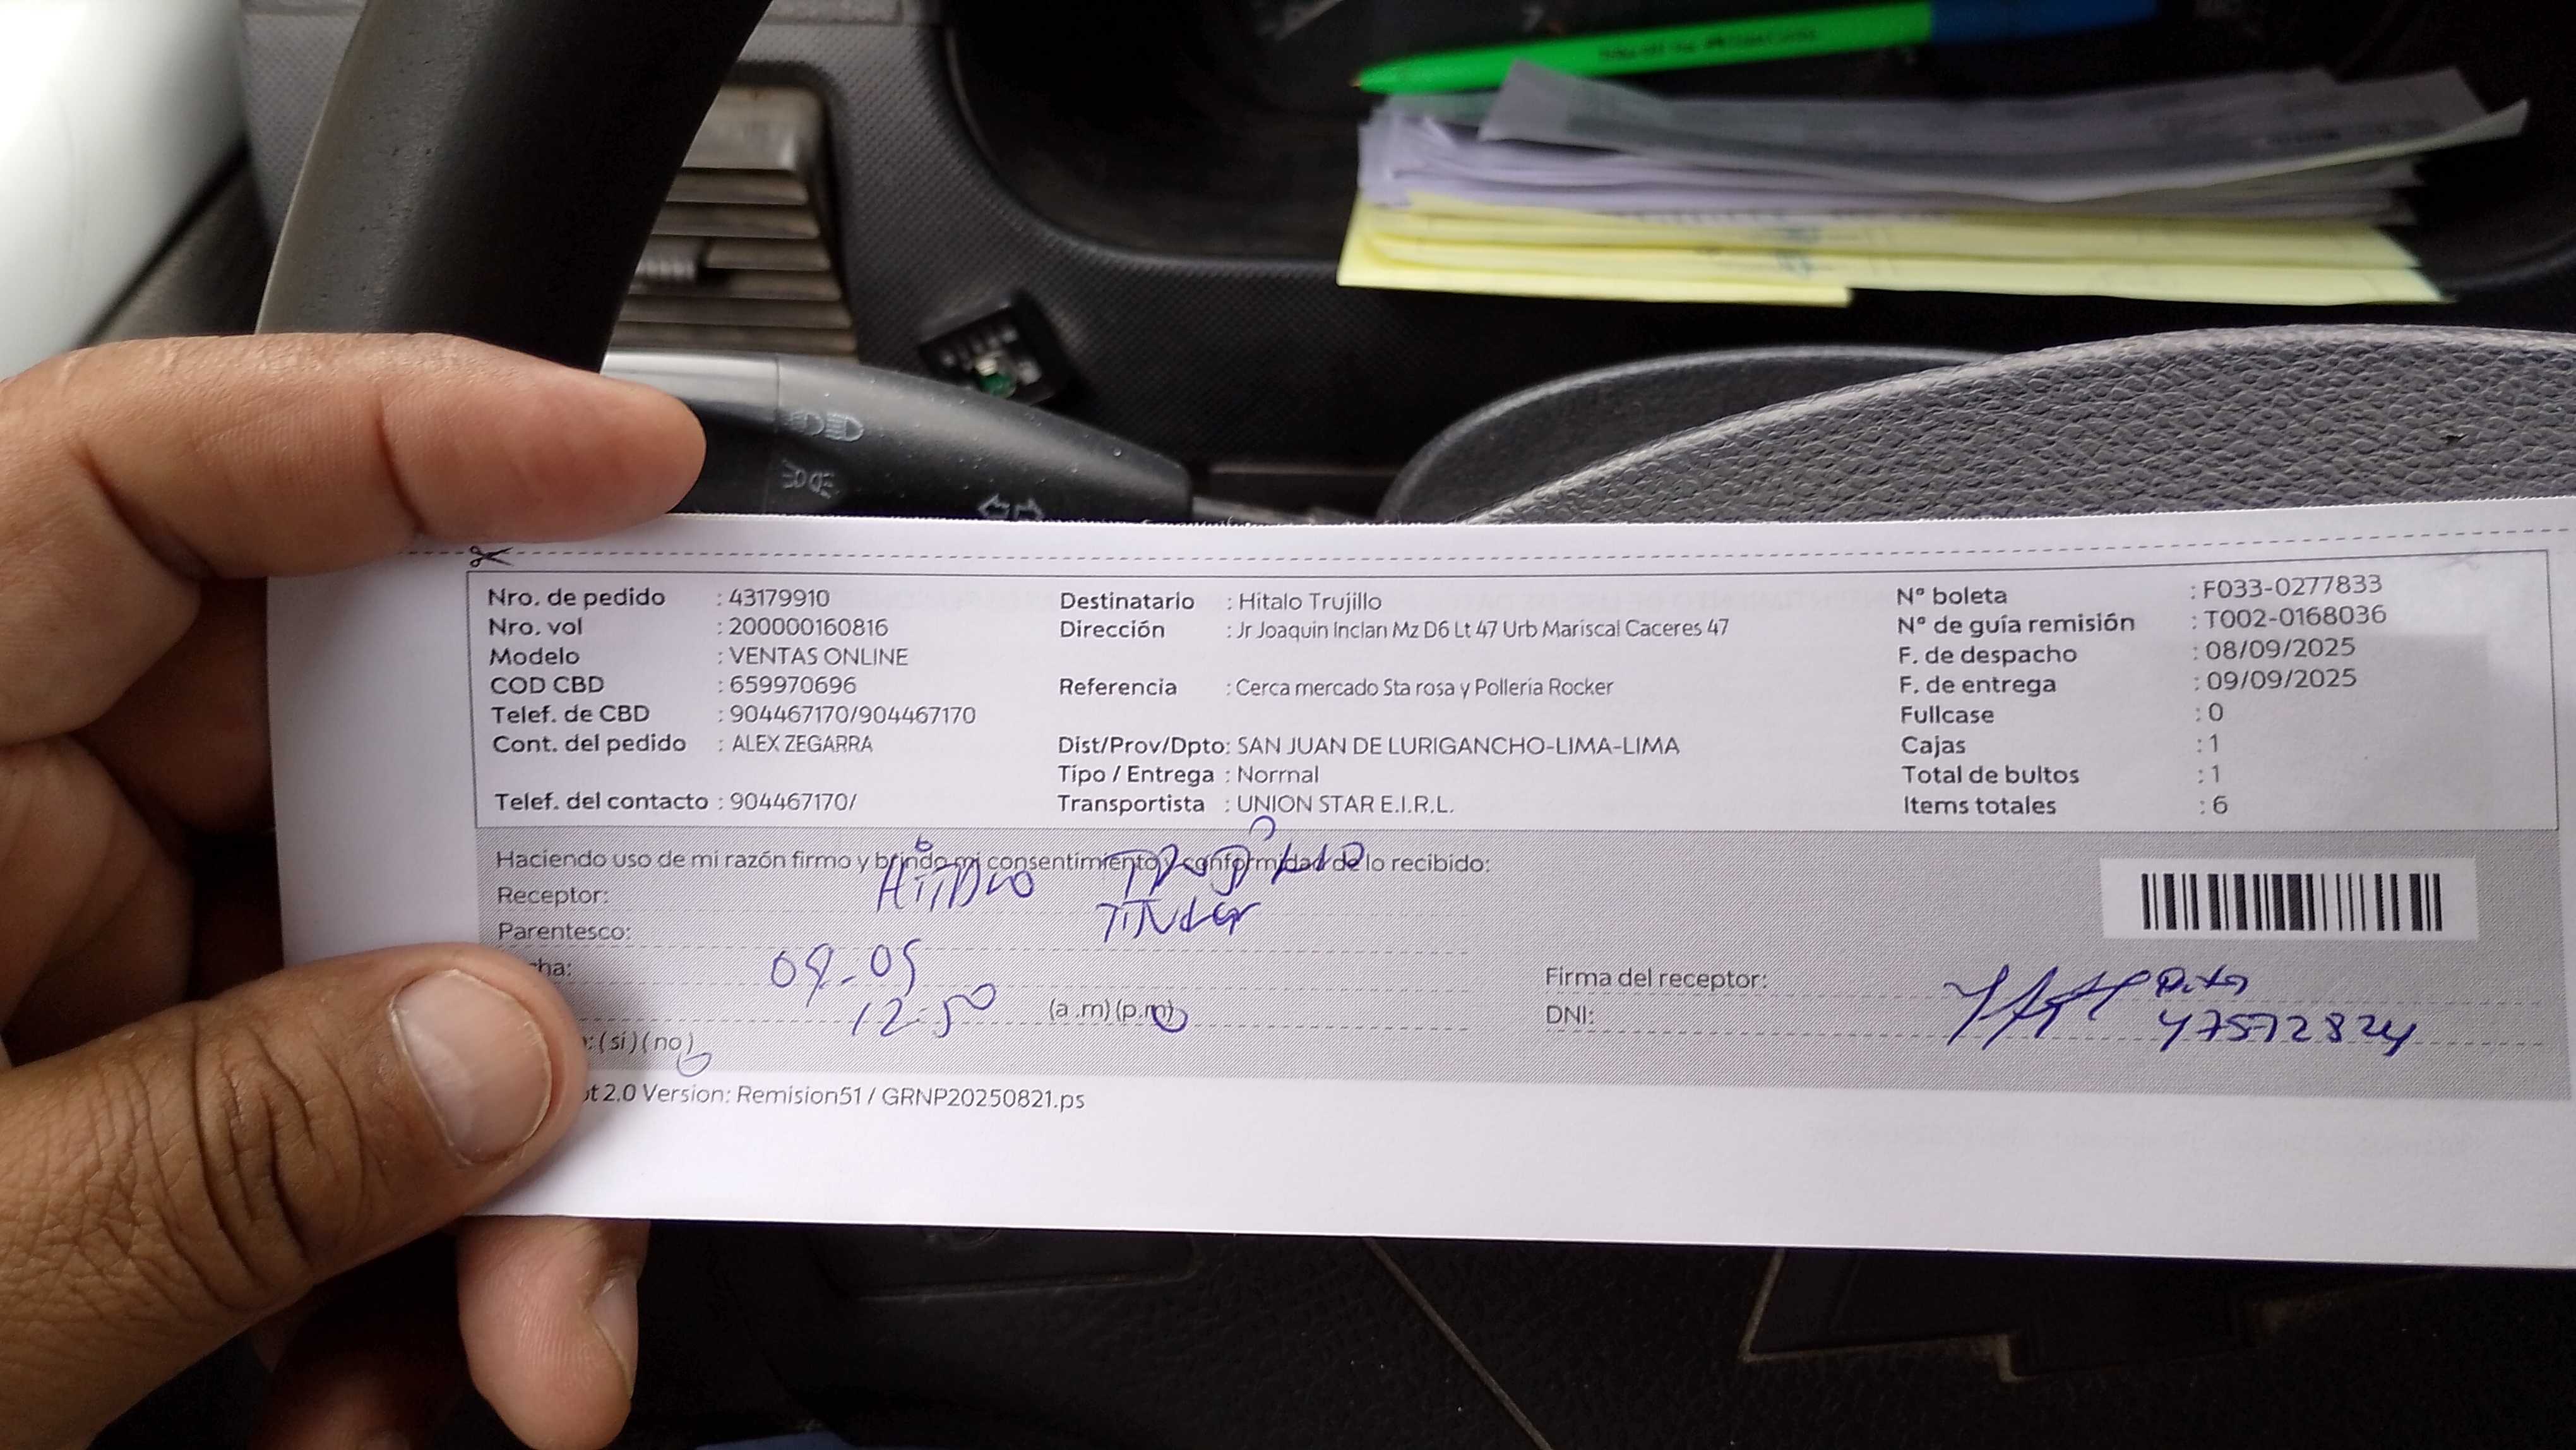 Nro. de pedido : 43179910
Nro. vol : 200000160816
Modelo : VENTAS ONLINE
COD CBD : 659970696
Telef. de CBD : 904467170/904467170
Cont. del pedido : ALEX ZEGARRA
Telef. del contacto : 904467170/
Destinatario : Hitalo Trujillo
Dirección : Jr Joaquin Inclan Mz D6 Lt 47 Urb Mariscal Caceres 47
Referencia : Cerca mercado Sta rosa y Polleria Rocker
Dist/Prov/Dpto: SAN JUAN DE LURIGANCHO-LIMA-LIMA
Tipo / Entrega : Normal
Transportista : UNION STAR E.I.R.L.
Nº boleta : F033-0277833
Nº de guía remisión : T002-0168036
F. de despacho : 08/09/2025
F. de entrega : 09/09/2025
Fullcase : 0
Cajas : 1
Total de bultos : 1
Items totales : 6
Haciendo uso de mi razón firmo y brindo mi consentimiento y conformidad de lo recibido:
Receptor:
Parentesco: Titular
ha:
12:50 (a .m) (p.m)
: ( si ) ( no )
Firma del receptor:
DNI: 47572824
ot 2.0 Version: Remision51 / GRNP20250821.ps